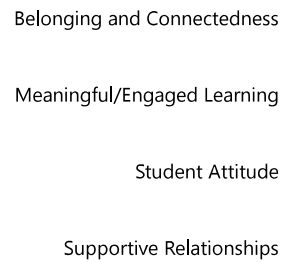 Belonging and Connectedness
Meaningful/Engaged Learning
Student Attitude
Supportive Relationships